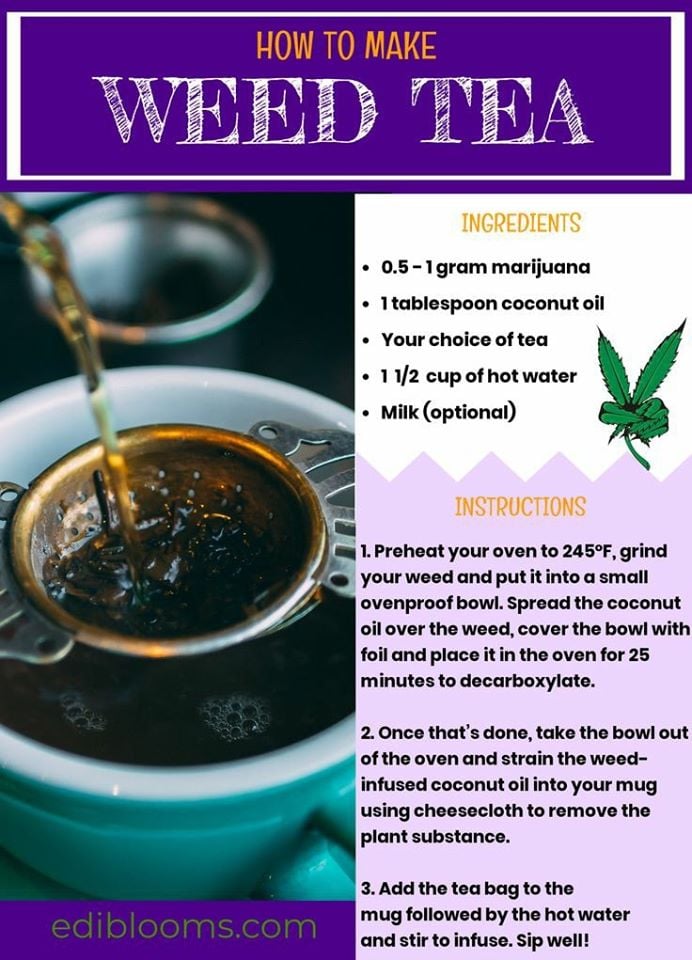 HOW TO MAKE
WEED TEA
INGREDIENTS
• 0.5 - 1 gram marijuana
• 1 tablespoon coconut oil
• Your choice of tea
• 1 1/2 cup of hot water
• Milk (optional)
INSTRUCTIONS
1. Preheat your oven to 245°F, grind
your weed and put it into a small
ovenproof bowl. Spread the coconut
oil over the weed, cover the bowl with
foil and place it in the oven for 25
minutes to decarboxylate.
2. Once that's done, take the bowl out
of the oven and strain the weed-
infused coconut oil into your mug
using cheesecloth to remove the
plant substance.
3. Add the tea bag to the
mug followed by the hot water
and stir to infuse. Sip well!
ediblooms.com